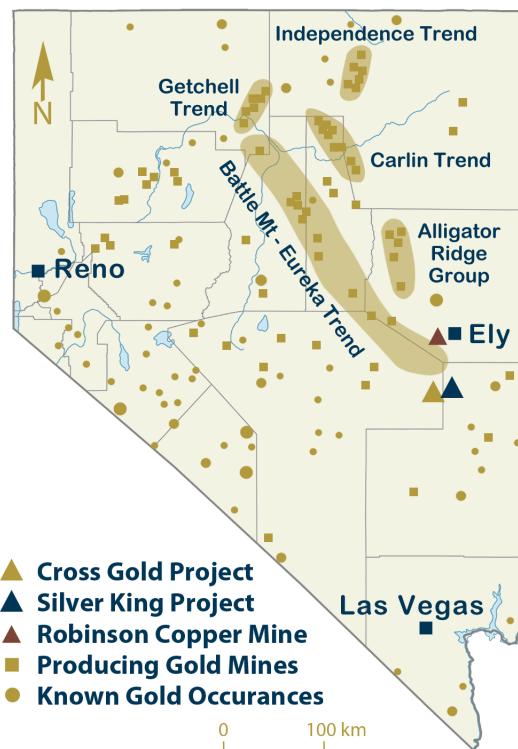 Independence Trend
Getchell
Trend
N
Carlin Trend
Battle Mt - Eureka Trend
Alligator
Ridge
Group
Reno
Ely
Cross Gold Project
Silver King Project
Robinson Copper Mine
Producing Gold Mines
Known Gold Occurances
Las Vegas
0 100 km